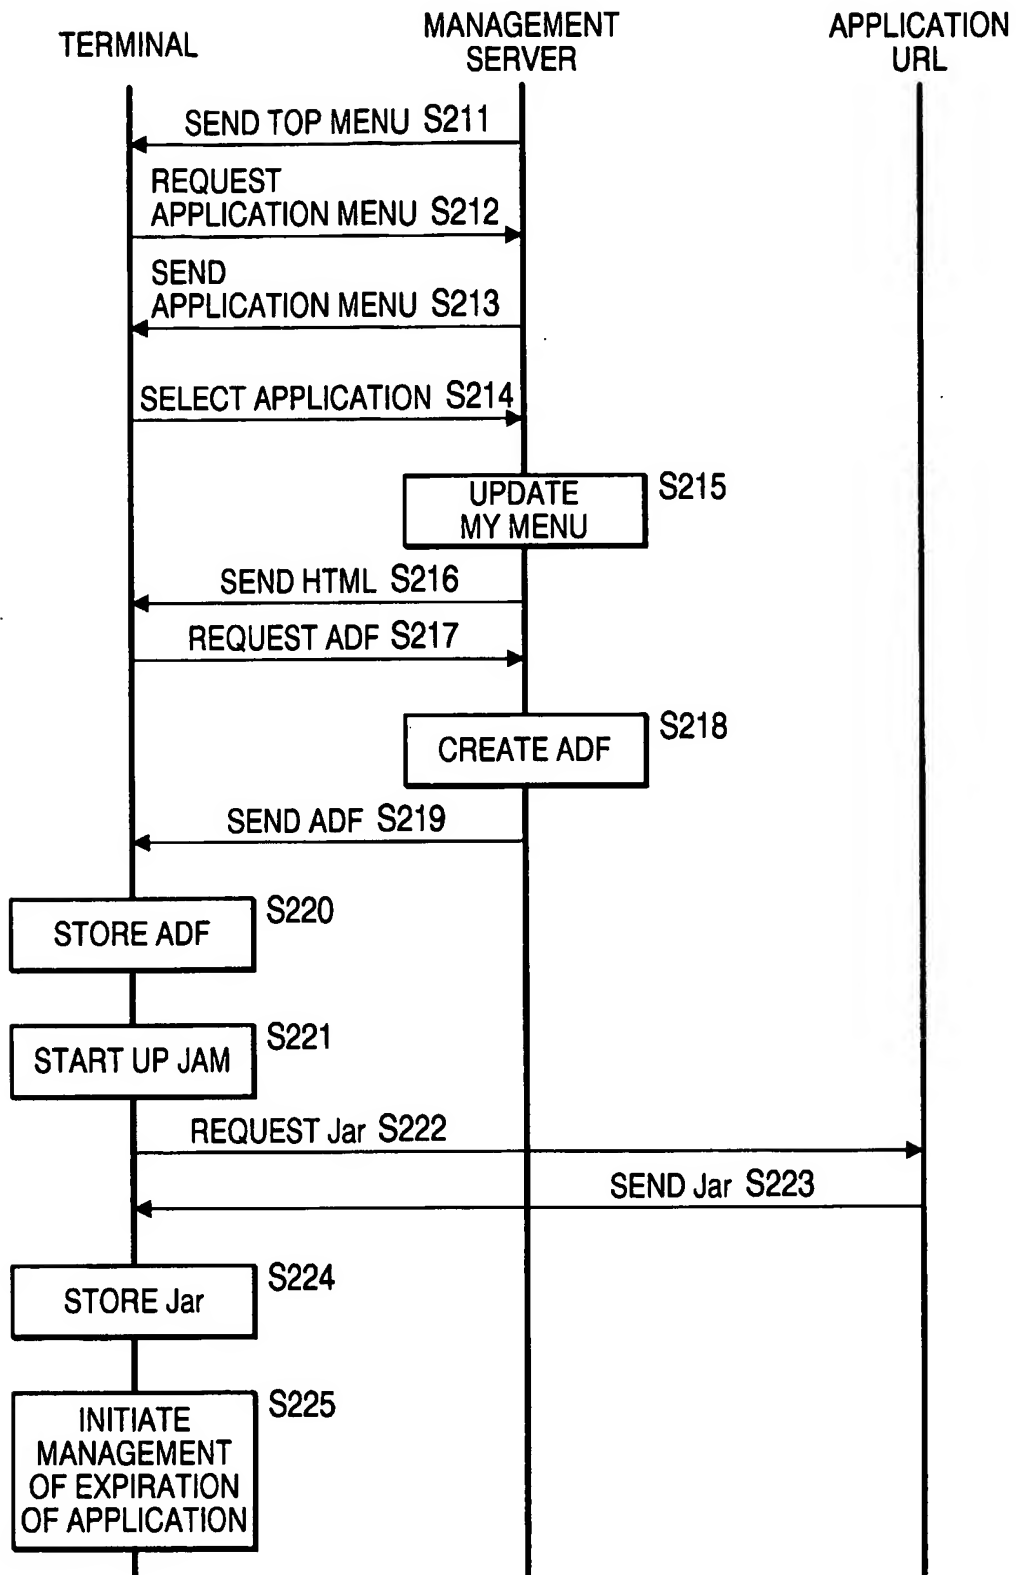 TERMINAL
MANAGEMENT
SERVER
APPLICATION
URL
SEND TOP MENU S211
REQUEST
APPLICATION MENU S212
SEND
APPLICATION MENU S213
SELECT APPLICATION S214
UPDATE
MY MENU
S215
SEND HTML S216
REQUEST ADF S217
CREATE ADF
S218
SEND ADF S219
STORE ADF
S220
START UP JAM
S221
REQUEST Jar S222
SEND Jar S223
STORE Jar
S224
INITIATE
MANAGEMENT
OF EXPIRATION
OF APPLICATION
S225